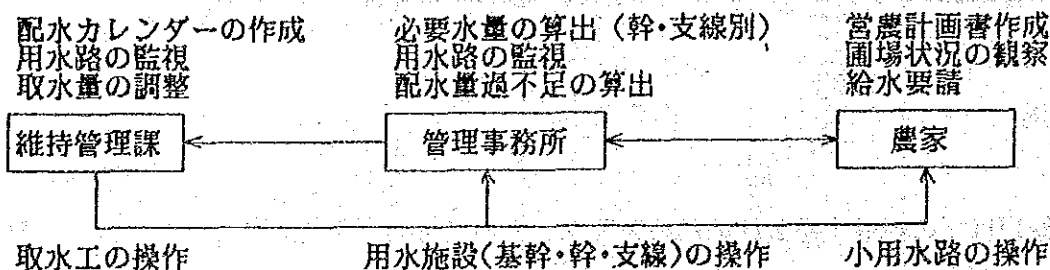 配水カレンダーの作成
用水路の監視
取水量の調整
必要水量の算出(幹・支線別)
用水路の監視
配水量過不足の算出
営農計画書作成
圃場状況の観察
給水要請
維持管理課
管理事務所
農家
取水工の操作
用水施設(基幹・幹・支線)の操作
小用水路の操作